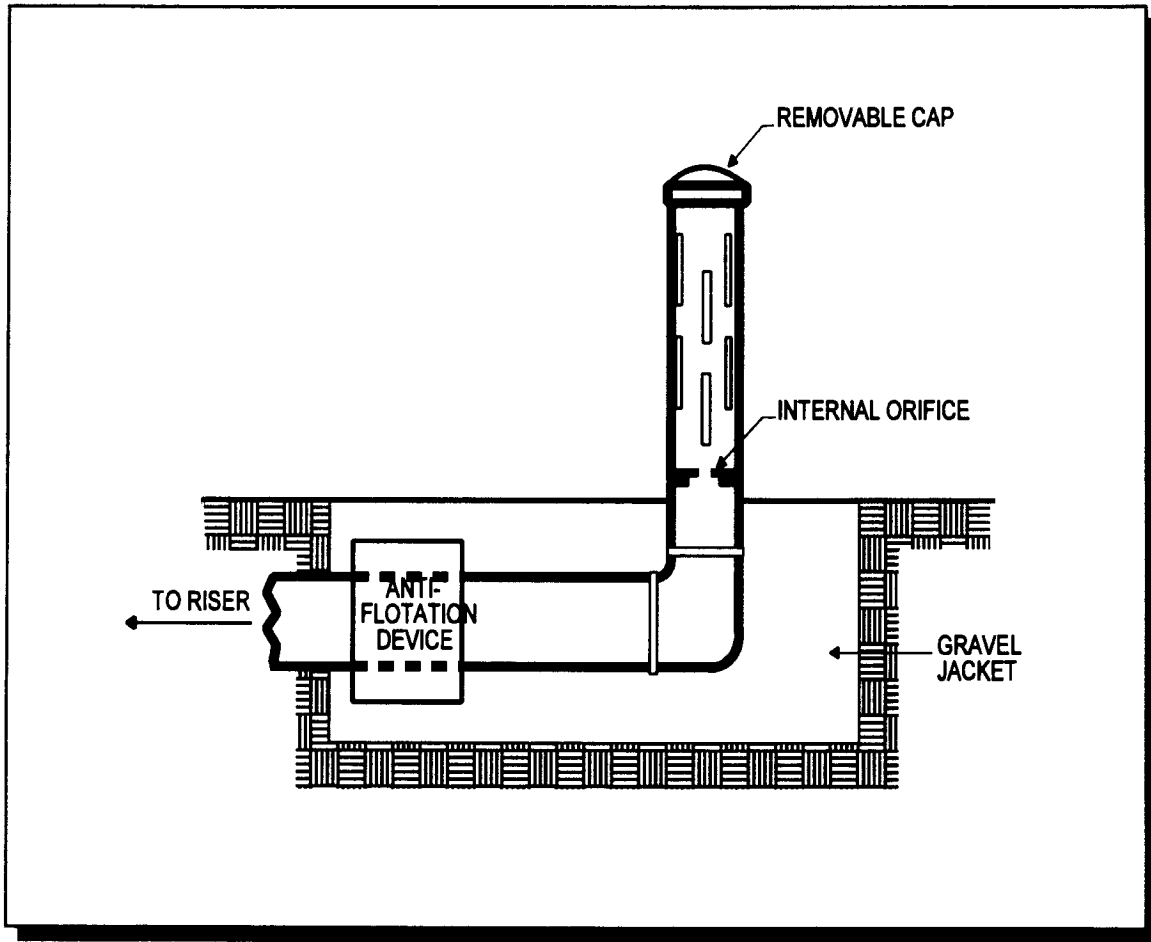 REMOVABLE CAP
INTERNAL ORIFICE
TO RISER
ANTI-
FLOTATION
DEVICE
GRAVEL
JACKET